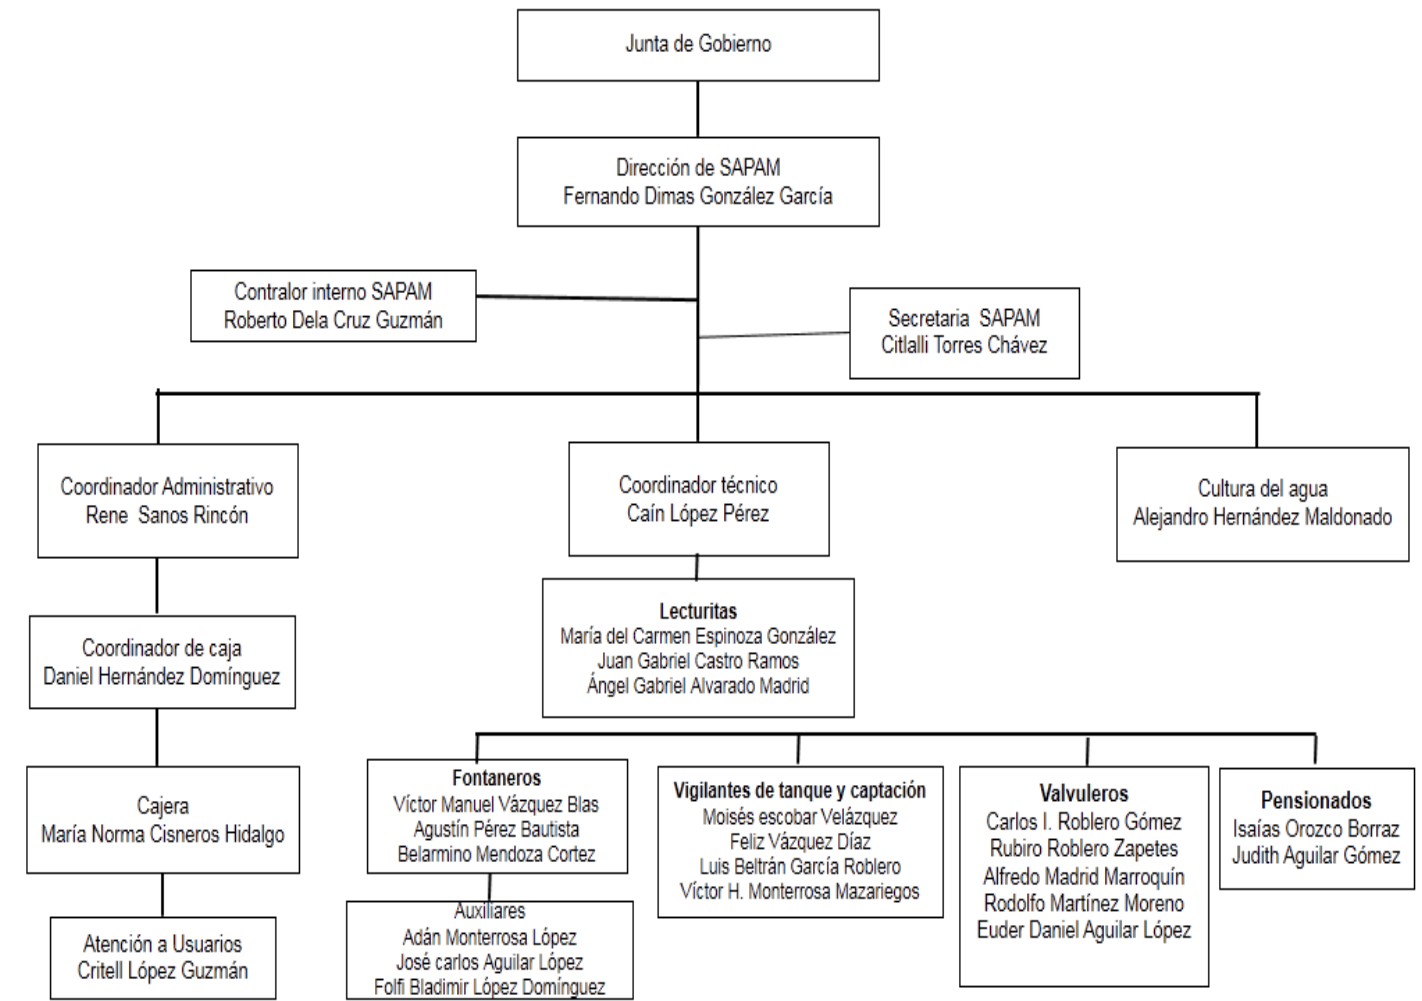 Junta de Gobierno
Dirección de SAPAM
Fernando Dimas González García
Contralor interno SAPAM
Roberto Dela Cruz Guzmán
Secretaria SAPAM
Citlalli Torres Chávez
Coordinador Administrativo
Rene Sanos Rincón
Coordinador técnico
Caín López Pérez
Cultura del agua
Alejandro Hernández Maldonado
Coordinador de caja
Daniel Hernández Domínguez
Lecturitas
María del Carmen Espinoza González
Juan Gabriel Castro Ramos
Ángel Gabriel Alvarado Madrid
Cajera
María Norma Cisneros Hidalgo
Fontaneros
Víctor Manuel Vázquez Blas
Agustín Pérez Bautista
Belarmino Mendoza Cortez
Vigilantes de tanque y captación
Moisés escobar Velázquez
Feliz Vázquez Díaz
Luis Beltrán García Roblero
Víctor H. Monterrosa Mazariegos
Valvuleros
Carlos I. Roblero Gómez
Rubiro Roblero Zapetes
Alfredo Madrid Marroquín
Rodolfo Martínez Moreno
Euder Daniel Aguilar López
Pensionados
Isaías Orozco Borraz
Judith Aguilar Gómez
Atención a Usuarios
Critell López Guzmán
Auxiliares
Adán Monterrosa López
José carlos Aguilar López
Folfi Bladimir López Domínguez